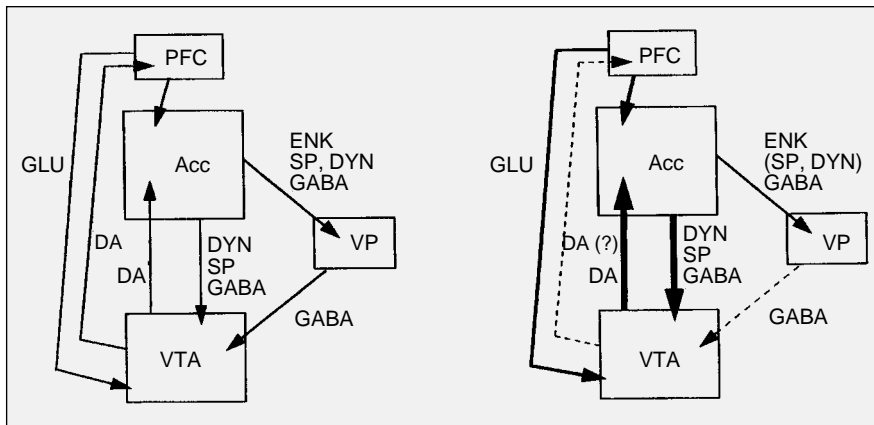 PFC
Acc
ENK
SP, DYN
GABA
GLU
VP
DA
DA
DYN
SP
GABA
GABA
VTA
PFC
Acc
ENK
(SP, DYN)
GABA
GLU
VP
DA (?)
DA
DYN
SP
GABA
GABA
VTA